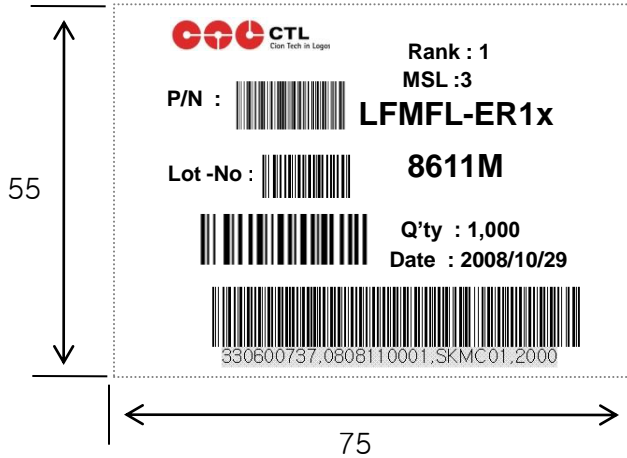 CTL
Cian Tech in Logos
Rank : 1
MSL :3
P/N :
LFMFL-ER1x
Lot -No :
8611M
Q'ty : 1,000
Date : 2008/10/29
330600737,0808110001,SKMC01,2000
55
75